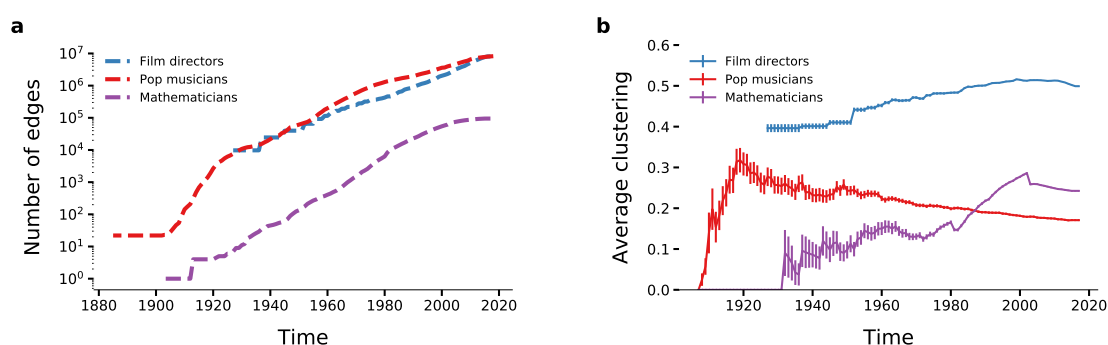 a
Number of edges
10⁷
10⁶
10⁵
10⁴
10³
10²
10¹
10⁰
Film directors
Pop musicians
Mathematicians
1880 1900 1920 1940 1960 1980 2000 2020
Time
b
Average clustering
0.6
0.5
0.4
0.3
0.2
0.1
0.0
Film directors
Pop musicians
Mathematicians
1920 1940 1960 1980 2000 2020
Time